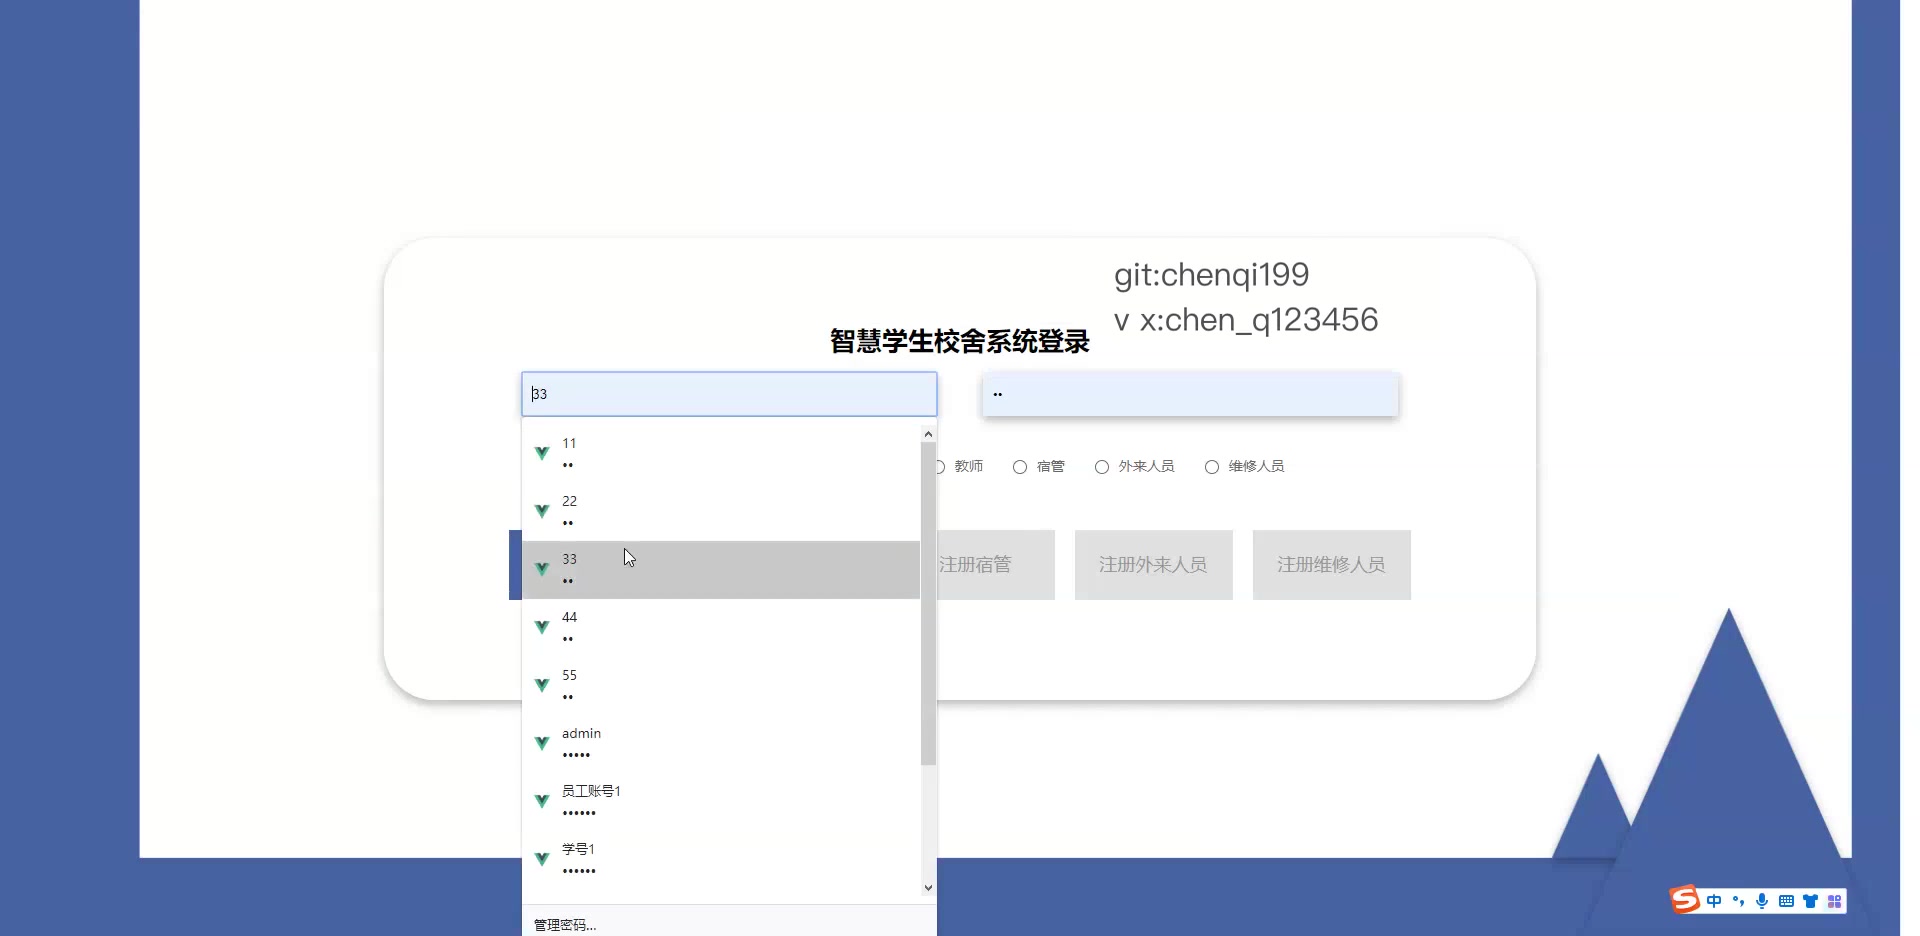 git:chenqi199
v x:chen_q123456
智慧学生校舍系统登录
33
••
教师
宿管
外来人员
维修人员
11
••
22
••
33
••
44
••
55
••
admin
•••••
员工账号1
••••••
学号1
••••••
管理密码...
注册宿管
注册外来人员
注册维修人员
中